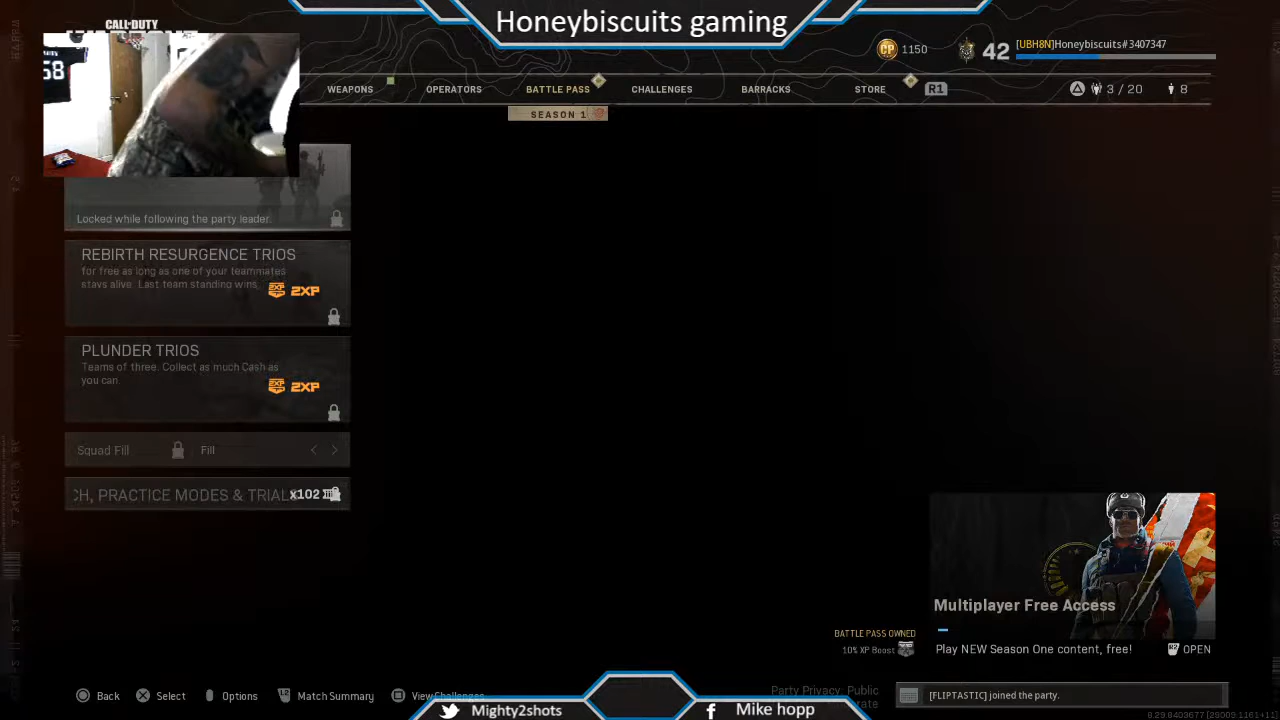 Honeybiscuits gaming
CALL OF DUTY
58
1150
42
[UBH8N]Honeybiscuits#3407347
WEAPONS
OPERATORS
BATTLE PASS
CHALLENGES
BARRACKS
STORE
R1
3 / 20
8
SEASON 1
Locked while following the party leader.
REBIRTH RESURGENCE TRIOS
for free as long as one of your teammates
stays alive. Last team standing wins.
2XP
PLUNDER TRIOS
Teams of three. Collect as much Cash as
you can.
2XP
Squad Fill
Fill
CH, PRACTICE MODES & TRIAL
x102
Multiplayer Free Access
BATTLE PASS OWNED
10% XP Boost
Play NEW Season One content, free!
OPEN
Back
Select
Options
Match Summary
View Challenges
Party Privacy: Public
[FLIPTASTIC] joined the party.
Mighty2shots
Mike hopp